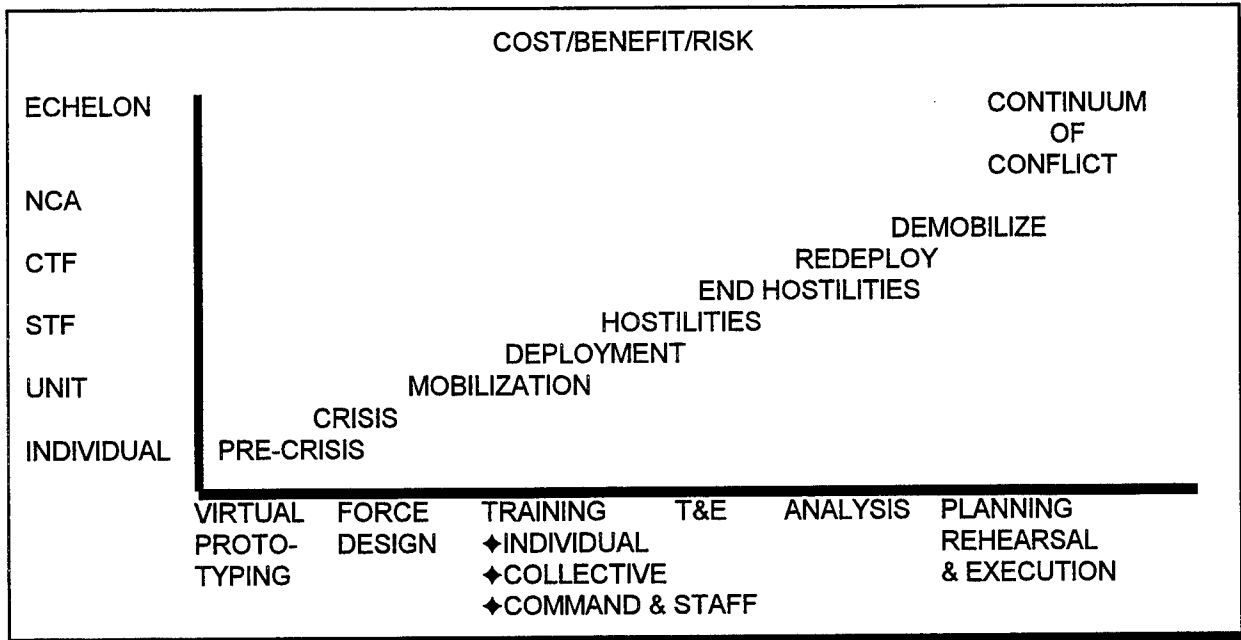 COST/BENEFIT/RISK
ECHELON
CONTINUUM
OF
CONFLICT
NCA
DEMOBILIZE
CTF
REDEPLOY
END HOSTILITIES
STF
HOSTILITIES
DEPLOYMENT
UNIT
MOBILIZATION
CRISIS
INDIVIDUAL
PRE-CRISIS
VIRTUAL
PROTO-
TYPING
FORCE
DESIGN
TRAINING
✦INDIVIDUAL
✦COLLECTIVE
✦COMMAND & STAFF
T&E
ANALYSIS
PLANNING
REHEARSAL
& EXECUTION